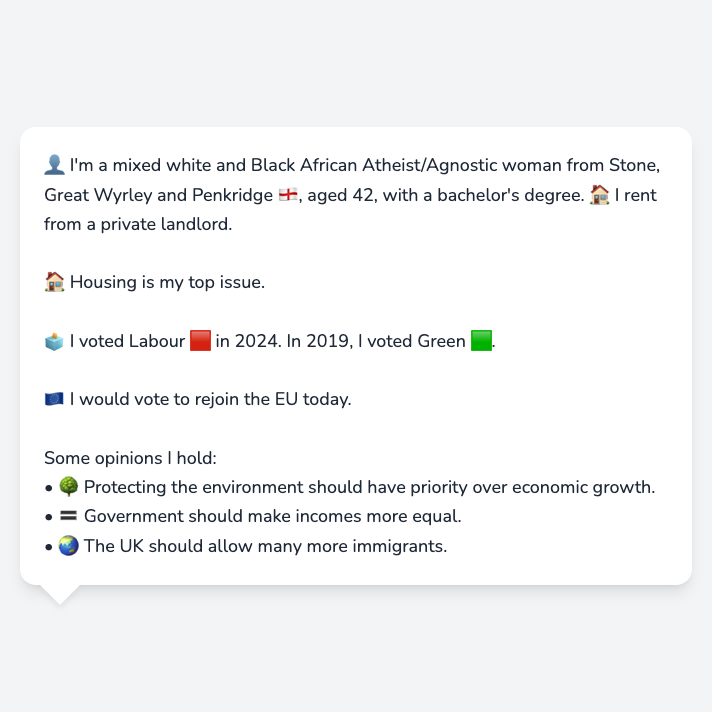 👤 I'm a mixed white and Black African Atheist/Agnostic woman from Stone,
Great Wyrley and Penkridge 🏴󠁧󠁢󠁥󠁮󠁧󠁿, aged 42, with a bachelor's degree. 🏠 I rent
from a private landlord.
🏠 Housing is my top issue.
🗳️ I voted Labour 🟥 in 2024. In 2019, I voted Green 🟩.
🇪🇺 I would vote to rejoin the EU today.
Some opinions I hold:
• 🌳 Protecting the environment should have priority over economic growth.
• 🟰 Government should make incomes more equal.
• 🌏 The UK should allow many more immigrants.